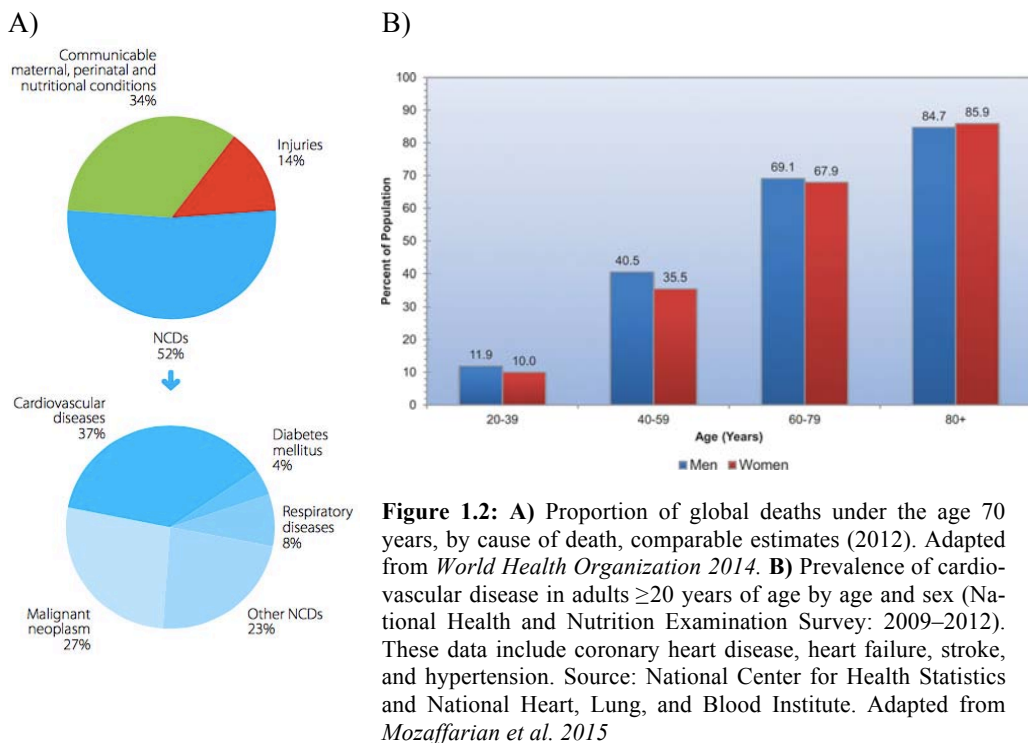 A)
Communicable
maternal, perinatal and
nutritional conditions
34%
Injuries
14%
NCDs
52%
Cardiovascular
diseases
37%
Diabetes
mellitus
4%
Respiratory
diseases
8%
Malignant
neoplasm
27%
Other NCDs
23%
B)
Percent of Population
100
90
80
70
60
50
40
30
20
10
0
11.9
10.0
40.5
35.5
69.1
67.9
84.7
85.9
20-39
40-59
60-79
80+
Age (Years)
Men
Women
Figure 1.2: A) Proportion of global deaths under the age 70
years, by cause of death, comparable estimates (2012). Adapted
from World Health Organization 2014. B) Prevalence of cardio-
vascular disease in adults ≥20 years of age by age and sex (Na-
tional Health and Nutrition Examination Survey: 2009–2012).
These data include coronary heart disease, heart failure, stroke,
and hypertension. Source: National Center for Health Statistics
and National Heart, Lung, and Blood Institute. Adapted from
Mozaffarian et al. 2015